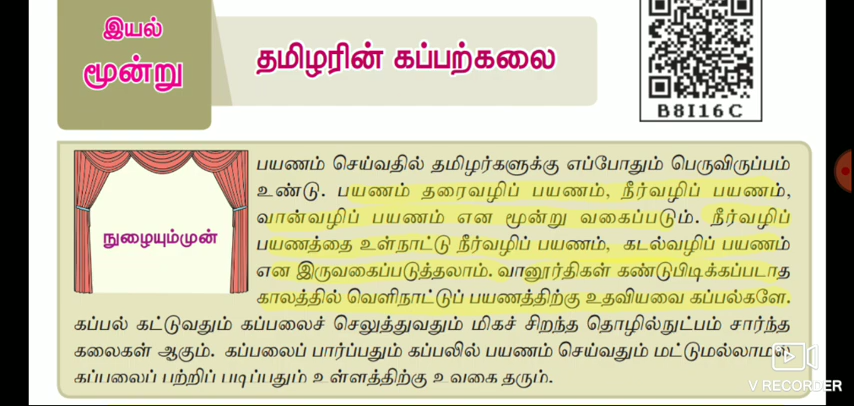 இயல்
மூன்று
தமிழரின் கப்பற்கலை
B8I16C
நுழையும்முன்
பயணம் செய்வதில் தமிழர்களுக்கு எப்போதும் பெருவிருப்பம்
உண்டு. பயணம் தரைவழிப் பயணம், நீர்வழிப் பயணம்,
வான்வழிப் பயணம் என மூன்று வகைப்படும். நீர்வழிப்
பயணத்தை உள்நாட்டு நீர்வழிப் பயணம், கடல்வழிப் பயணம்
என இருவகைப்படுத்தலாம். வானூர்திகள் கண்டுபிடிக்கப்படாத
காலத்தில் வெளிநாட்டுப் பயணத்திற்கு உதவியவை கப்பல்களே.
கப்பல் கட்டுவதும் கப்பலைச் செலுத்துவதும் மிகச் சிறந்த தொழில்நுட்பம் சார்ந்த
கலைகள் ஆகும். கப்பலைப் பார்ப்பதும் கப்பலில் பயணம் செய்வதும் மட்டுமல்லாமல்
கப்பலைப் பற்றிப் படிப்பதும் உள்ளத்திற்கு உவகை தரும்.
V RECORDER